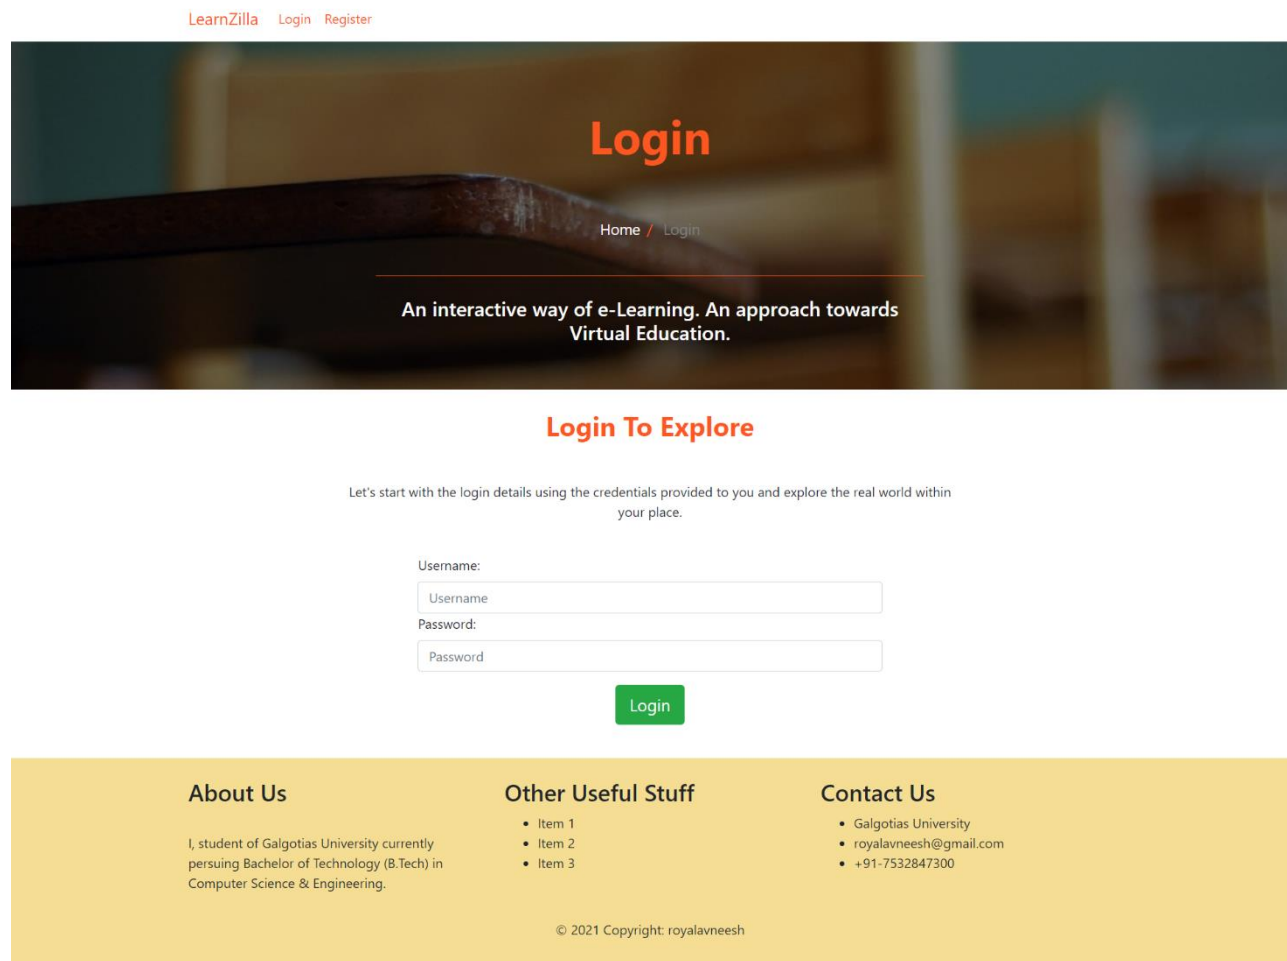 LearnZilla Login Register
Login
Home / Login
An interactive way of e-Learning. An approach towards
Virtual Education.
Login To Explore
Let's start with the login details using the credentials provided to you and explore the real world within
your place.
Username:
Username
Password:
Password
Login
About Us
I, student of Galgotias University currently
persuing Bachelor of Technology (B.Tech) in
Computer Science & Engineering.
Other Useful Stuff
Item 1
Item 2
Item 3
Contact Us
Galgotias University
royalavneesh@gmail.com
+91-7532847300
© 2021 Copyright: royalavneesh